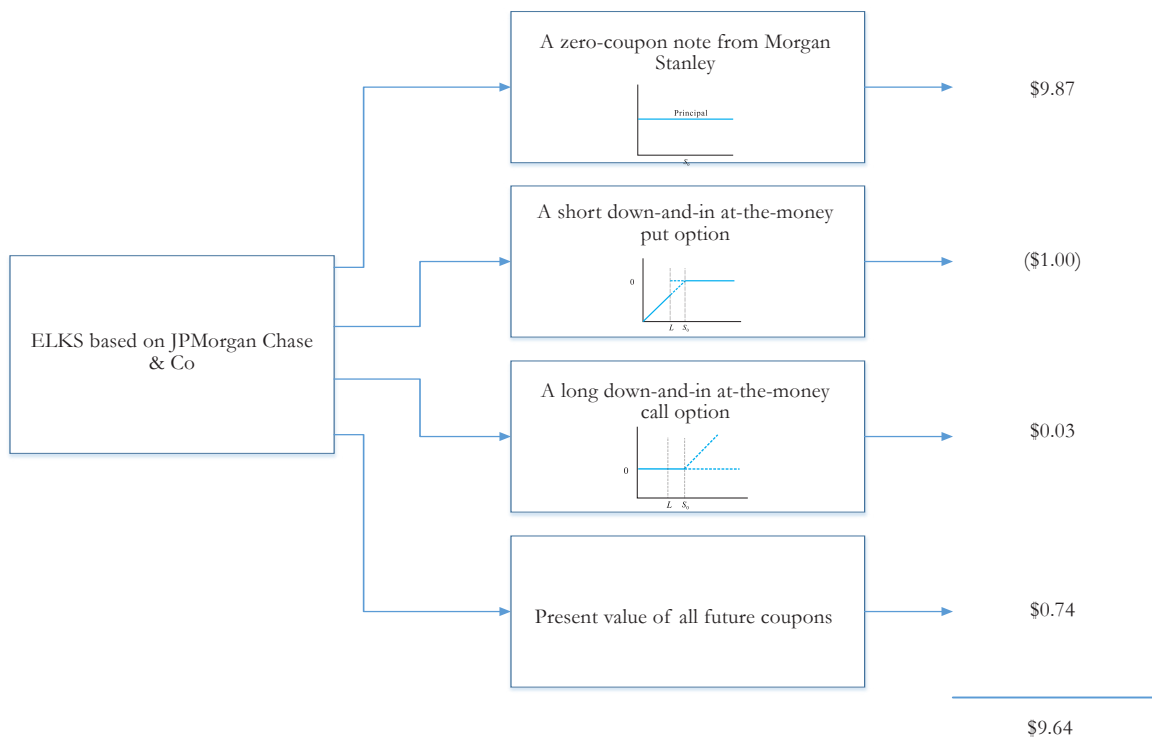 A zero-coupon note from Morgan
Stanley
Principal
S₀
$9.87
A short down-and-in at-the-money
put option
0
L S₀
($1.00)
ELKS based on JPMorgan Chase
& Co
A long down-and-in at-the-money
call option
0
L S₀
$0.03
Present value of all future coupons
$0.74
$9.64